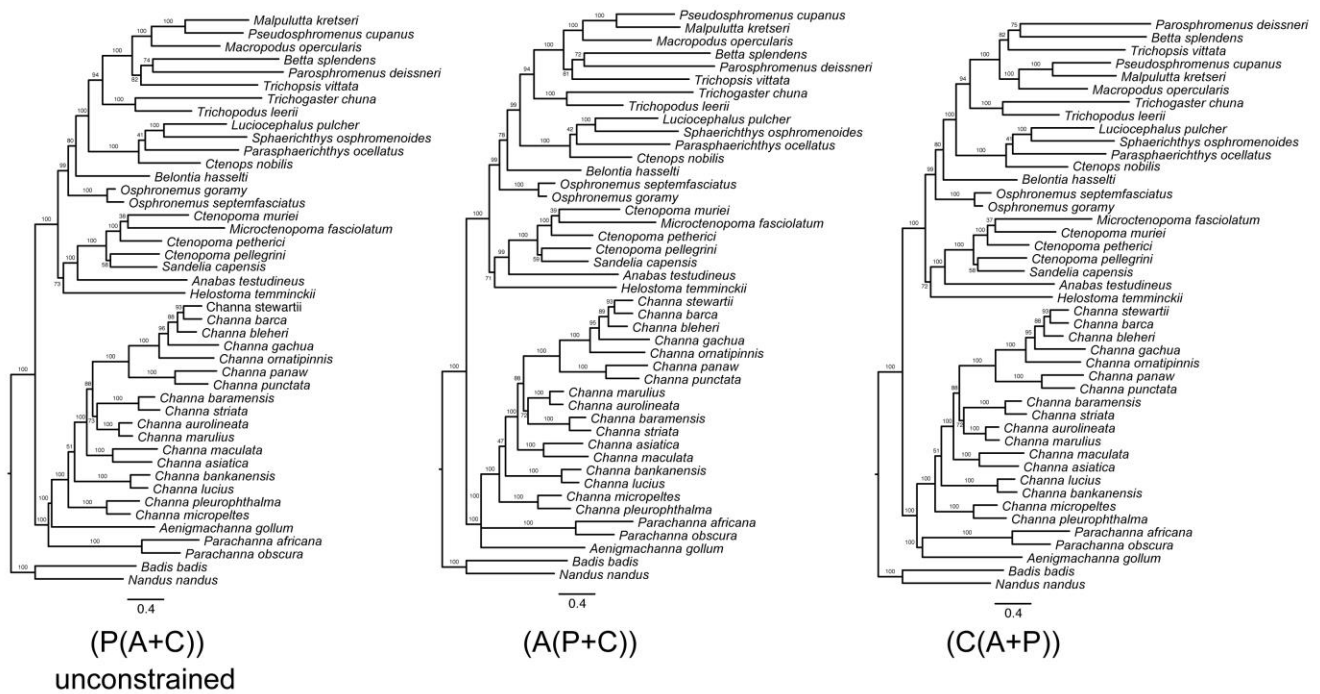 Malpulutta kretseri
Pseudosphromenus cupanus
Macropodus opercularis
Betta splendens
Parosphromenus deissneri
Trichopsis vittata
Trichogaster chuna
Trichopodus leerii
Luciocephalus pulcher
Sphaerichthys osphromenoides
Parasphaerichthys ocellatus
Ctenops nobilis
Belontia hasselti
Osphronemus goramy
Osphronemus septemfasciatus
Ctenopoma muriei
Microctenopoma fasciolatum
Ctenopoma petherici
Ctenopoma pellegrini
Sandelia capensis
Anabas testudineus
Helostoma temminckii
Channa stewartii
Channa barca
Channa bleheri
Channa gachua
Channa ornatipinnis
Channa panaw
Channa punctata
Channa baramensis
Channa striata
Channa aurolineata
Channa marulius
Channa maculata
Channa asiatica
Channa bankanensis
Channa lucius
Channa pleurophthalma
Channa micropeltes
Aenigmachanna gollum
Parachanna africana
Parachanna obscura
Badis badis
Nandus nandus
0.4
(P(A+C))
unconstrained
Pseudosphromenus cupanus
Malpulutta kretseri
Macropodus opercularis
Betta splendens
Parosphromenus deissneri
Trichopsis vittata
Trichogaster chuna
Trichopodus leerii
Luciocephalus pulcher
Sphaerichthys osphromenoides
Parasphaerichthys ocellatus
Ctenops nobilis
Belontia hasselti
Osphronemus septemfasciatus
Osphronemus goramy
Ctenopoma muriei
Microctenopoma fasciolatum
Ctenopoma petherici
Ctenopoma pellegrini
Sandelia capensis
Anabas testudineus
Helostoma temminckii
Channa stewartii
Channa barca
Channa bleheri
Channa gachua
Channa ornatipinnis
Channa panaw
Channa punctata
Channa marulius
Channa aurolineata
Channa baramensis
Channa striata
Channa asiatica
Channa maculata
Channa bankanensis
Channa lucius
Channa micropeltes
Channa pleurophthalma
Parachanna africana
Parachanna obscura
Aenigmachanna gollum
Badis badis
Nandus nandus
0.4
(A(P+C))
Parosphromenus deissneri
Betta splendens
Trichopsis vittata
Pseudosphromenus cupanus
Malpulutta kretseri
Macropodus opercularis
Trichogaster chuna
Trichopodus leerii
Luciocephalus pulcher
Sphaerichthys osphromenoides
Parasphaerichthys ocellatus
Ctenops nobilis
Belontia hasselti
Osphronemus septemfasciatus
Osphronemus goramy
Microctenopoma fasciolatum
Ctenopoma muriei
Ctenopoma petherici
Ctenopoma pellegrini
Sandelia capensis
Anabas testudineus
Helostoma temminckii
Channa stewartii
Channa barca
Channa bleheri
Channa gachua
Channa ornatipinnis
Channa panaw
Channa punctata
Channa baramensis
Channa striata
Channa aurolineata
Channa marulius
Channa maculata
Channa asiatica
Channa lucius
Channa bankanensis
Channa micropeltes
Channa pleurophthalma
Parachanna africana
Parachanna obscura
Aenigmachanna gollum
Badis badis
Nandus nandus
0.4
(C(A+P))